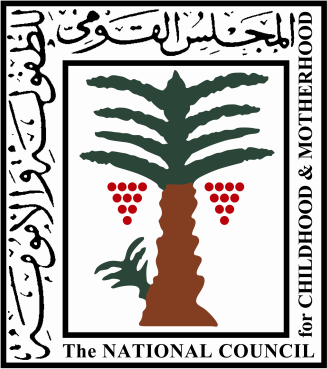 المجلس القومي
للطفولة والأمومة
The NATIONAL COUNCIL
for CHILDHOOD & MOTHERHOOD